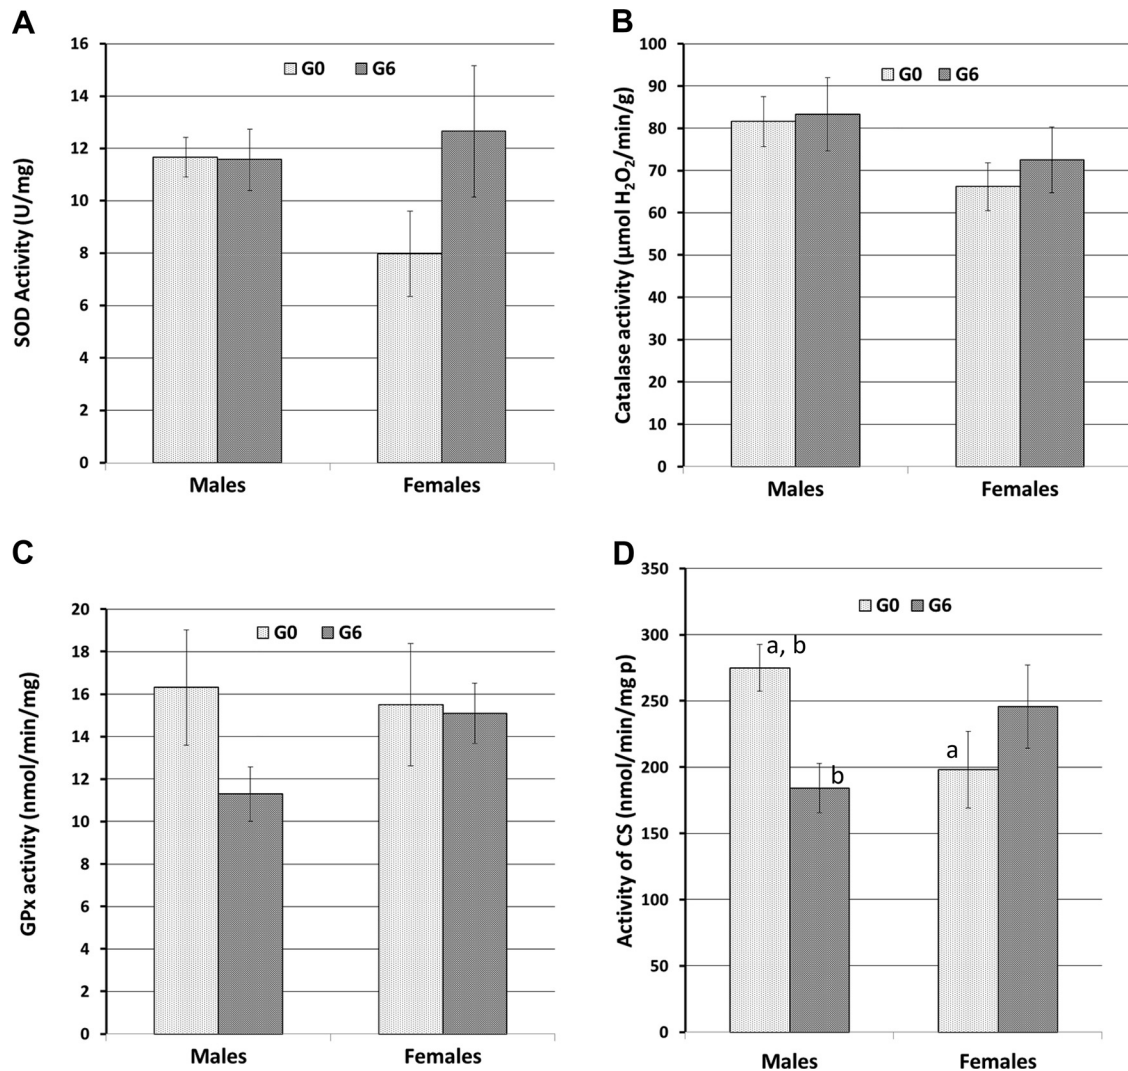 A
SOD Activity (U/mg)
16
14
12
10
8
6
4
2
0
G0 G6
Males Females
B
Catalase activity (µmol H₂O₂/min/g)
100
90
80
70
60
50
40
30
20
10
0
G0 G6
Males Females
C
GPx activity (nmol/min/mg)
20
18
16
14
12
10
8
6
4
2
0
G0 G6
Males Females
D
Activity of CS (nmol/min/mg p)
350
300
250
200
150
100
50
0
G0 G6
a, b
b
a
Males Females